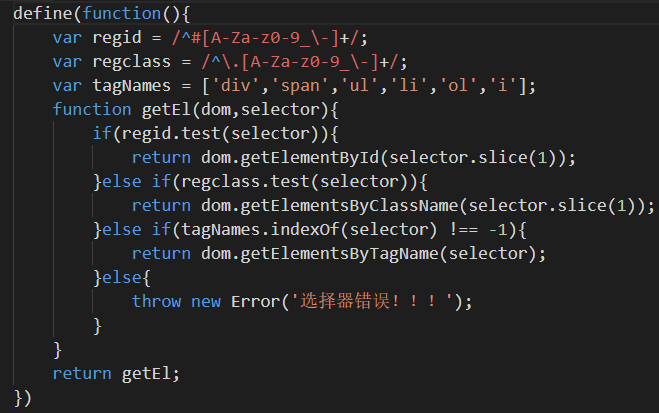 define(function(){
    var regid = /^#[A-Za-z0-9_\-]+/;
    var regclass = /^\.[A-Za-z0-9_\-]+/;
    var tagNames = ['div','span','ul','li','ol','i'];
    function getEl(dom,selector){
        if(regid.test(selector)){
            return dom.getElementById(selector.slice(1));
        }else if(regclass.test(selector)){
            return dom.getElementsByClassName(selector.slice(1));
        }else if(tagNames.indexOf(selector) !== -1){
            return dom.getElementsByTagName(selector);
        }else{
            throw new Error('选择器错误！！！');
        }
    }
    return getEl;
})